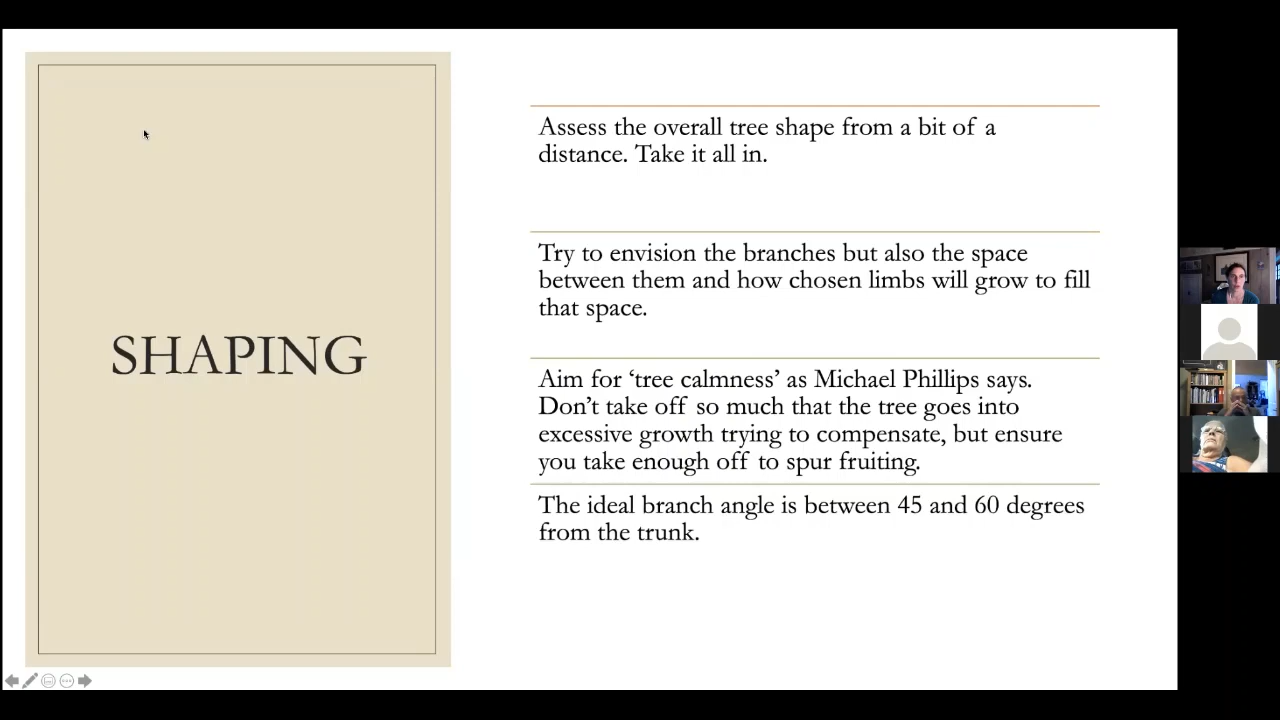 SHAPING
Assess the overall tree shape from a bit of a
distance. Take it all in.
Try to envision the branches but also the space
between them and how chosen limbs will grow to fill
that space.
Aim for ‘tree calmness’ as Michael Phillips says.
Don’t take off so much that the tree goes into
excessive growth trying to compensate, but ensure
you take enough off to spur fruiting.
The ideal branch angle is between 45 and 60 degrees
from the trunk.